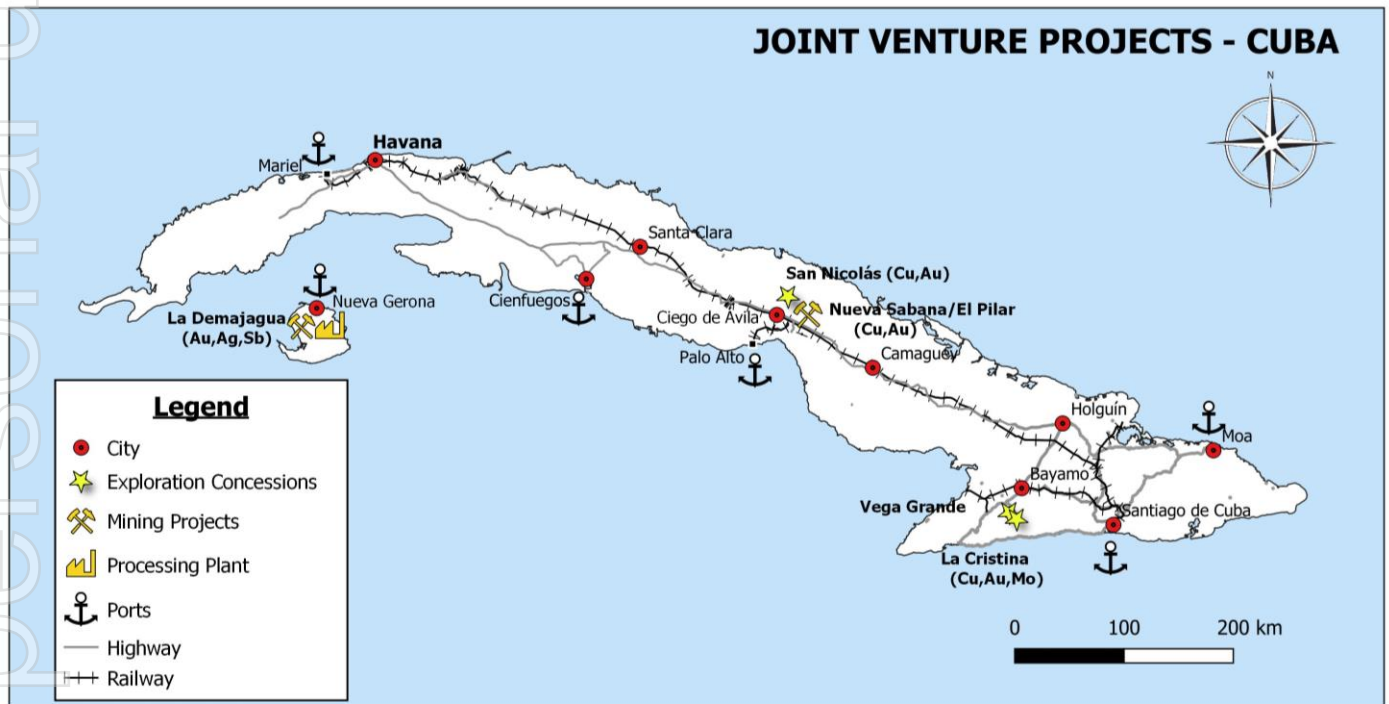 JOINT VENTURE PROJECTS - CUBA
N
Havana
Mariel
Santa Clara
San Nicolás (Cu,Au)
Nueva Gerona
Cienfuegos
Ciego de Ávila
Nueva Sabana/El Pilar
(Cu,Au)
La Demajagua
(Au,Ag,Sb)
Palo Alto
Camaguey
Holguín
Moa
Bayamo
Vega Grande
Santiago de Cuba
La Cristina
(Cu,Au,Mo)
Legend
City
Exploration Concessions
Mining Projects
Processing Plant
Ports
Highway
Railway
0 100 200 km
personal u